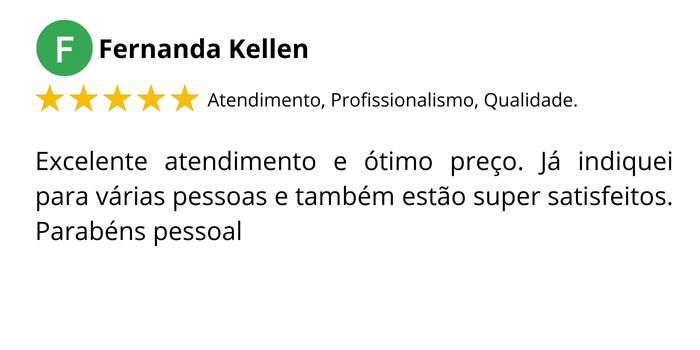 F
Fernanda Kellen
Atendimento, Profissionalismo, Qualidade.
Excelente atendimento e ótimo preço. Já indiquei
para várias pessoas e também estão super satisfeitos.
Parabéns pessoal